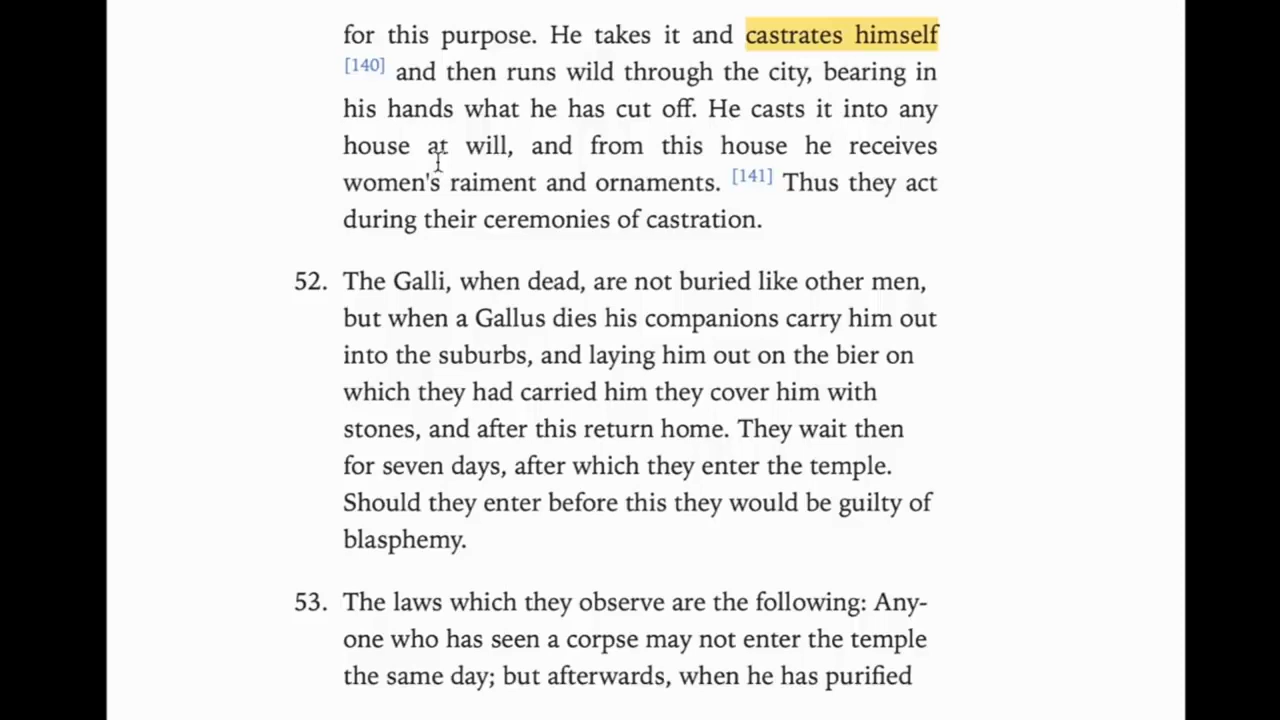 for this purpose. He takes it and castrates himself
[140] and then runs wild through the city, bearing in
his hands what he has cut off. He casts it into any
house at will, and from this house he receives
women's raiment and ornaments. [141] Thus they act
during their ceremonies of castration.
52. The Galli, when dead, are not buried like other men,
but when a Gallus dies his companions carry him out
into the suburbs, and laying him out on the bier on
which they had carried him they cover him with
stones, and after this return home. They wait then
for seven days, after which they enter the temple.
Should they enter before this they would be guilty of
blasphemy.
53. The laws which they observe are the following: Any-
one who has seen a corpse may not enter the temple
the same day; but afterwards, when he has purified